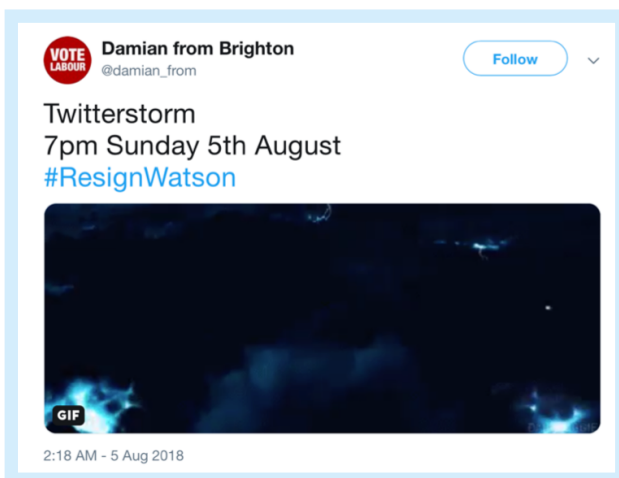 VOTE
LABOUR
Damian from Brighton
@damian_from
Follow
Twitterstorm
7pm Sunday 5th August
#ResignWatson
GIF
2:18 AM - 5 Aug 2018